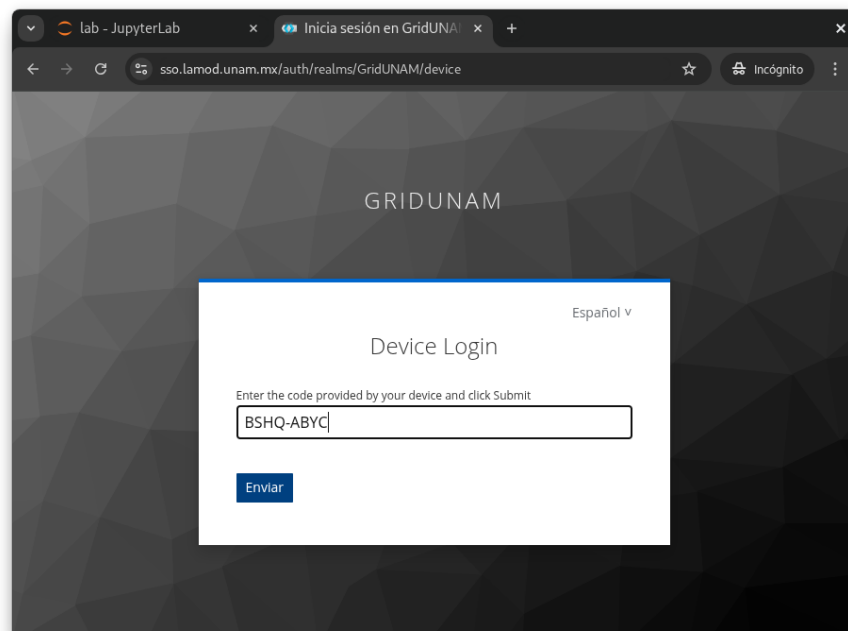 lab - JupyterLab
Inicia sesión en GridUNA
sso.lamod.unam.mx/auth/realms/GridUNAM/device
Incógnito
GRIDUNAM
Español
Device Login
Enter the code provided by your device and click Submit
BSHQ-ABYC
Enviar